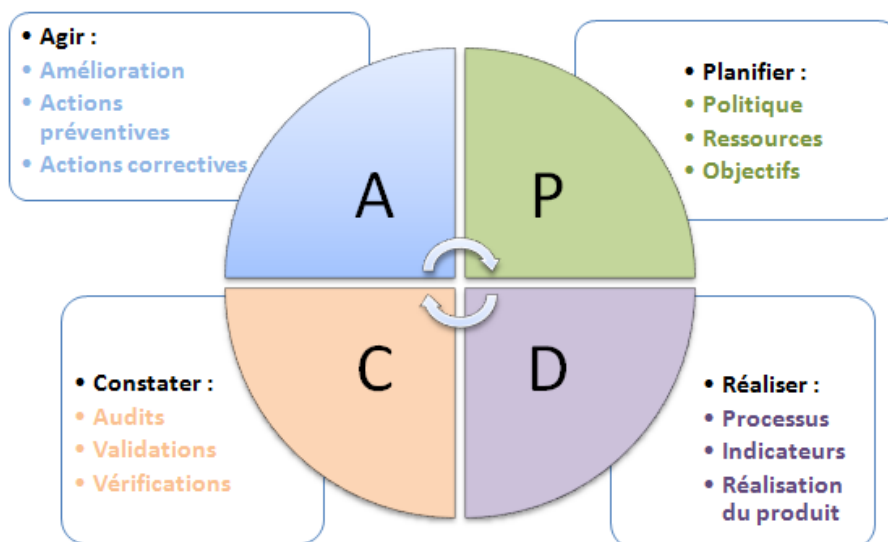 • Agir :
• Amélioration
• Actions
préventives
• Actions correctives
A
P
• Planifier :
• Politique
• Ressources
• Objectifs
• Constater :
• Audits
• Validations
• Vérifications
C
D
• Réaliser :
• Processus
• Indicateurs
• Réalisation
du produit